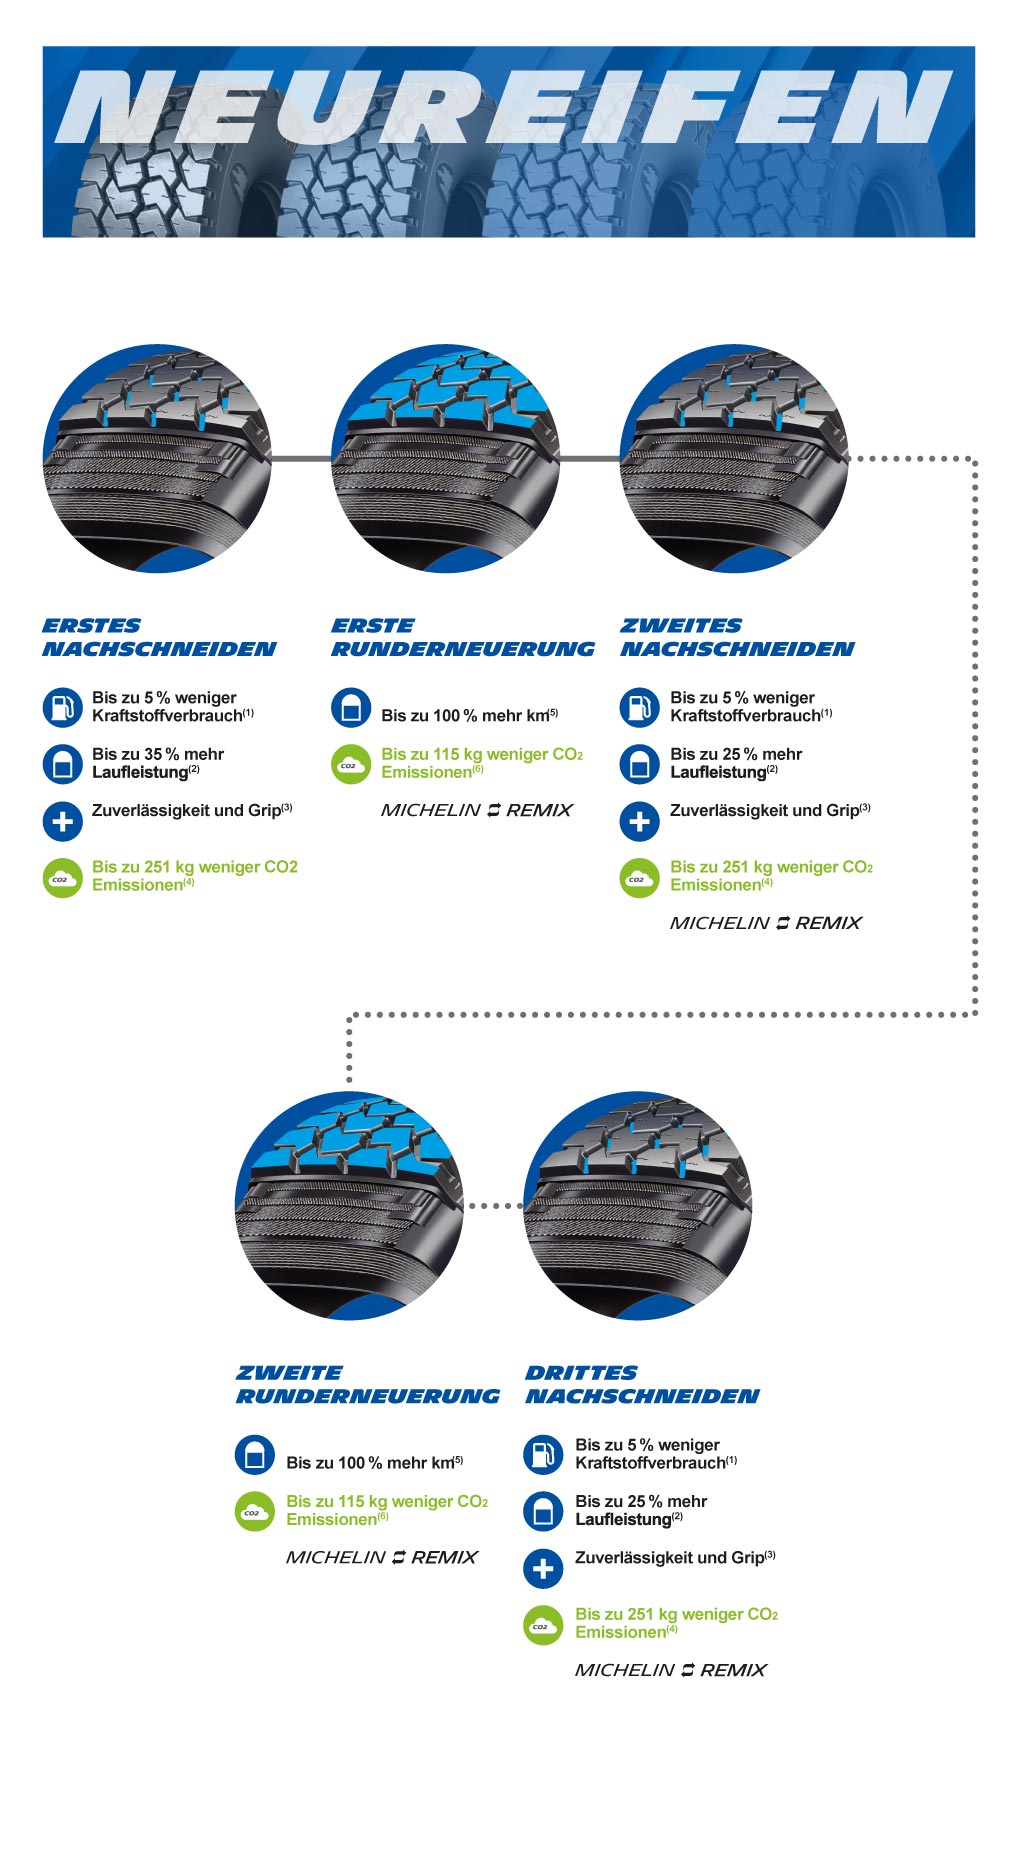 NEUREIFEN
ERSTES
NACHSCHNEIDEN
Bis zu 5 % weniger
Kraftstoffverbrauch(1)
Bis zu 35 % mehr
Laufleistung(2)
Zuverlässigkeit und Grip(3)
CO2
Bis zu 251 kg weniger CO2
Emissionen(4)
ERSTE
RUNDERNEUERUNG
Bis zu 100 % mehr km(5)
CO2
Bis zu 115 kg weniger CO2
Emissionen(6)
MICHELIN REMIX
ZWEITES
NACHSCHNEIDEN
Bis zu 5 % weniger
Kraftstoffverbrauch(1)
Bis zu 25 % mehr
Laufleistung(2)
Zuverlässigkeit und Grip(3)
CO2
Bis zu 251 kg weniger CO2
Emissionen(4)
MICHELIN REMIX
ZWEITE
RUNDERNEUERUNG
Bis zu 100 % mehr km(5)
CO2
Bis zu 115 kg weniger CO2
Emissionen(6)
MICHELIN REMIX
DRITTES
NACHSCHNEIDEN
Bis zu 5 % weniger
Kraftstoffverbrauch(1)
Bis zu 25 % mehr
Laufleistung(2)
Zuverlässigkeit und Grip(3)
CO2
Bis zu 251 kg weniger CO2
Emissionen(4)
MICHELIN REMIX